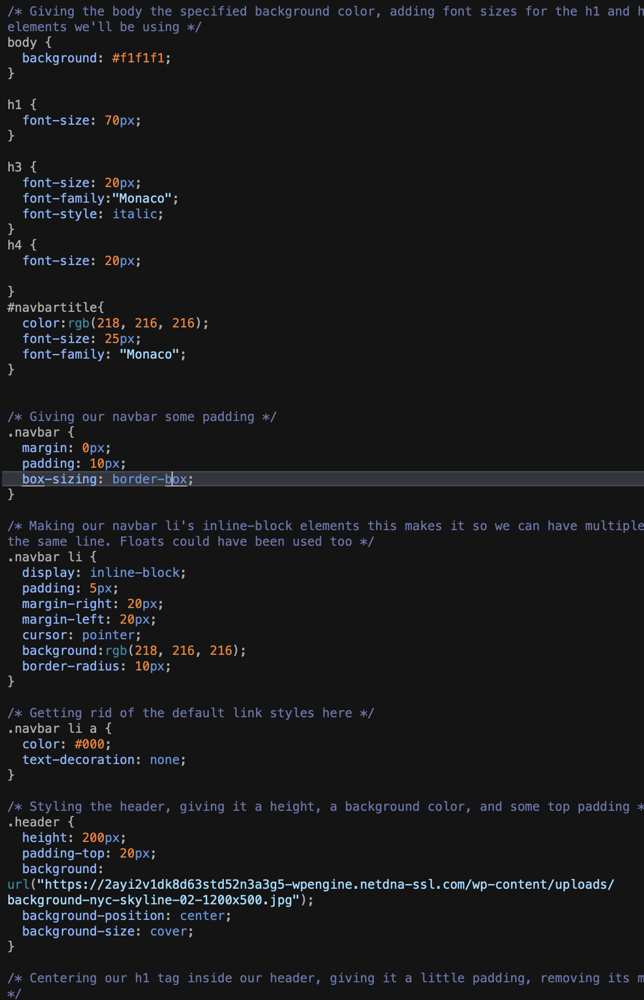 /* Giving the body the specified background color, adding font sizes for the h1 and
elements we'll be using */
body {
  background: #f1f1f1;
}

h1 {
  font-size: 70px;
}

h3 {
  font-size: 20px;
  font-family:"Monaco";
  font-style: italic;
}
h4 {
  font-size: 20px;

}
#navbartitle{
  color:rgb(218, 216, 216);
  font-size: 25px;
  font-family: "Monaco";
}


/* Giving our navbar some padding */
.navbar {
  margin: 0px;
  padding: 10px;
  box-sizing: border-box;
}

/* Making our navbar li's inline-block elements this makes it so we can have multiple
the same line. Floats could have been used too */
.navbar li {
  display: inline-block;
  padding: 5px;
  margin-right: 20px;
  margin-left: 20px;
  cursor: pointer;
  background:rgb(218, 216, 216);
  border-radius: 10px;
}

/* Getting rid of the default link styles here */
.navbar li a {
  color: #000;
  text-decoration: none;
}

/* Styling the header, giving it a height, a background color, and some top padding *
.header {
  height: 200px;
  padding-top: 20px;
  background:
url("https://2ayi2v1dk8d63std52n3a3g5-wpengine.netdna-ssl.com/wp-content/uploads/
background-nyc-skyline-02-1200x500.jpg");
  background-position: center;
  background-size: cover;
}

/* Centering our h1 tag inside our header, giving it a little padding, removing its
*/